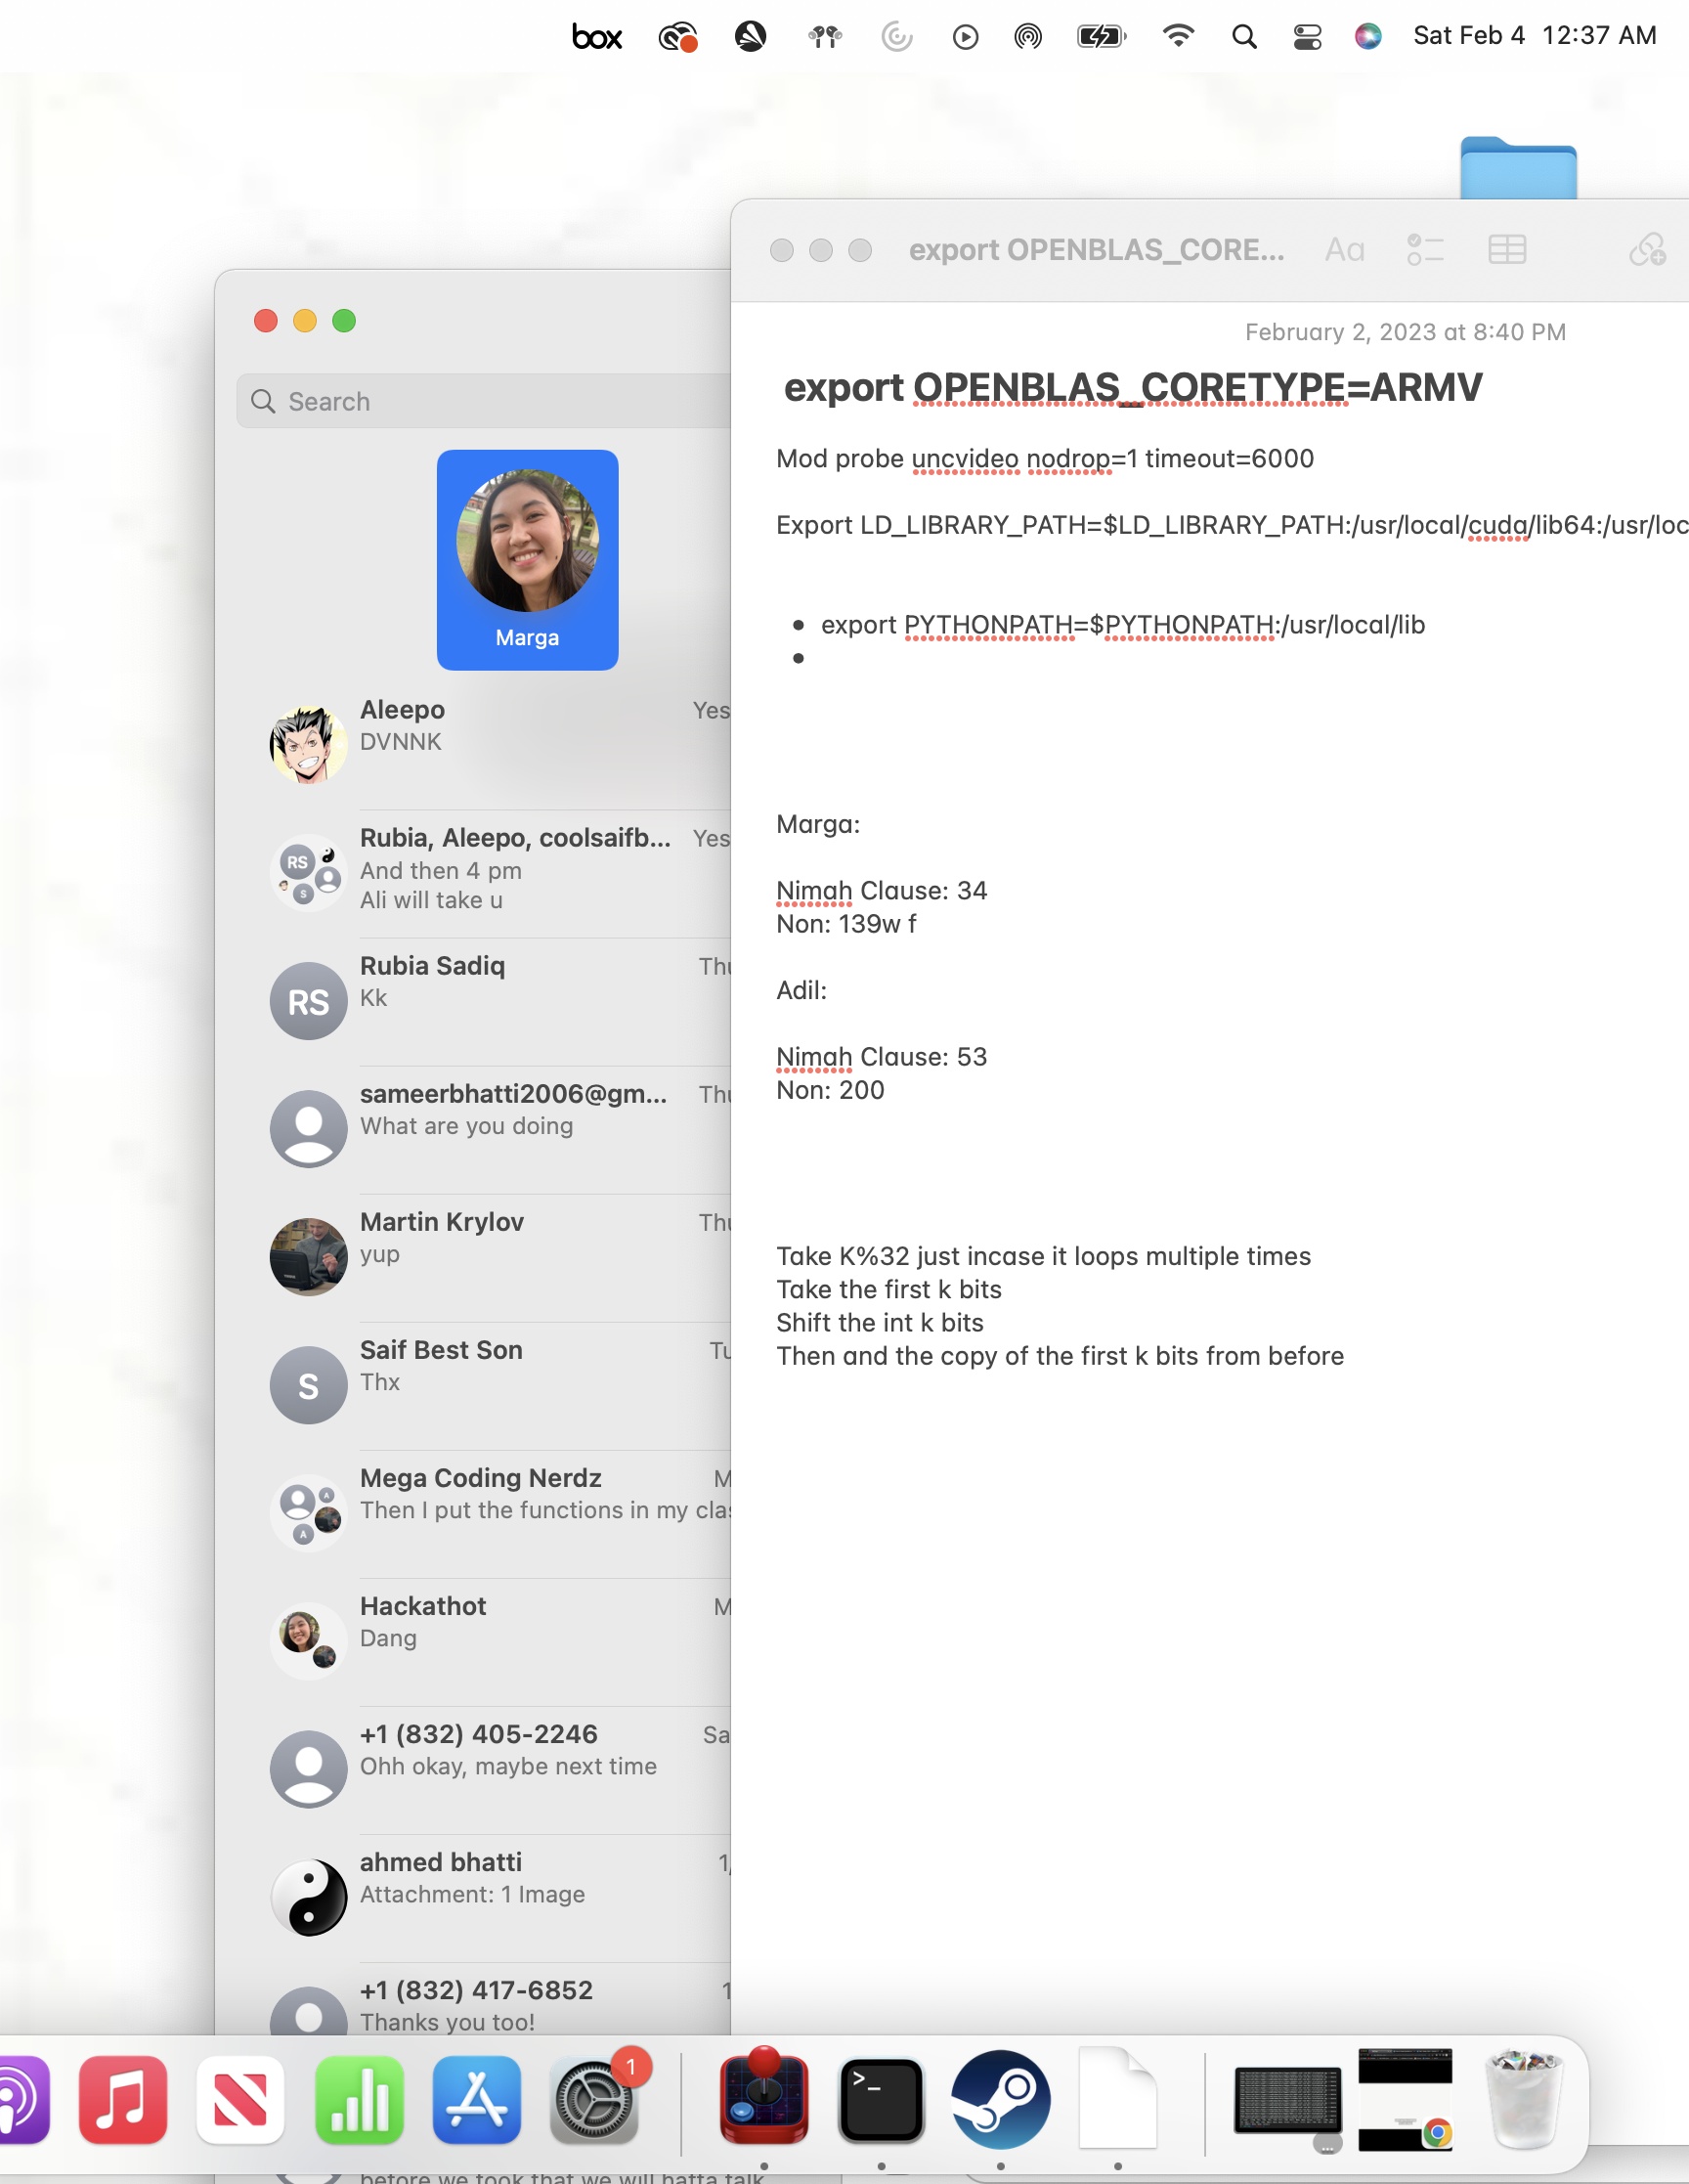 box
Sat Feb 4 12:37 AM
Search
Marga
Aleepo
Yes
DVNNK
Rubia, Aleepo, coolsaifb...
Yes
And then 4 pm
Ali will take u
RS
S
Rubia Sadiq
Thu
Kk
RS
sameerbhatti2006@gm...
Thu
What are you doing
Martin Krylov
Thu
yup
Saif Best Son
Tu
Thx
S
Mega Coding Nerdz
M
Then I put the functions in my clas
A
A
Hackathot
M
Dang
+1 (832) 405-2246
Sa
Ohh okay, maybe next time
ahmed bhatti
1/
Attachment: 1 Image
+1 (832) 417-6852
1
Thanks you too!
before we took that we will hatta talk
export OPENBLAS_CORE...
Aa
February 2, 2023 at 8:40 PM
export OPENBLAS_CORETYPE=ARMV
Mod probe uncvideo nodrop=1 timeout=6000
Export LD_LIBRARY_PATH=$LD_LIBRARY_PATH:/usr/local/cuda/lib64:/usr/loc
• export PYTHONPATH=$PYTHONPATH:/usr/local/lib
•
Marga:
Nimah Clause: 34
Non: 139w f
Adil:
Nimah Clause: 53
Non: 200
Take K%32 just incase it loops multiple times
Take the first k bits
Shift the int k bits
Then and the copy of the first k bits from before
1
>_